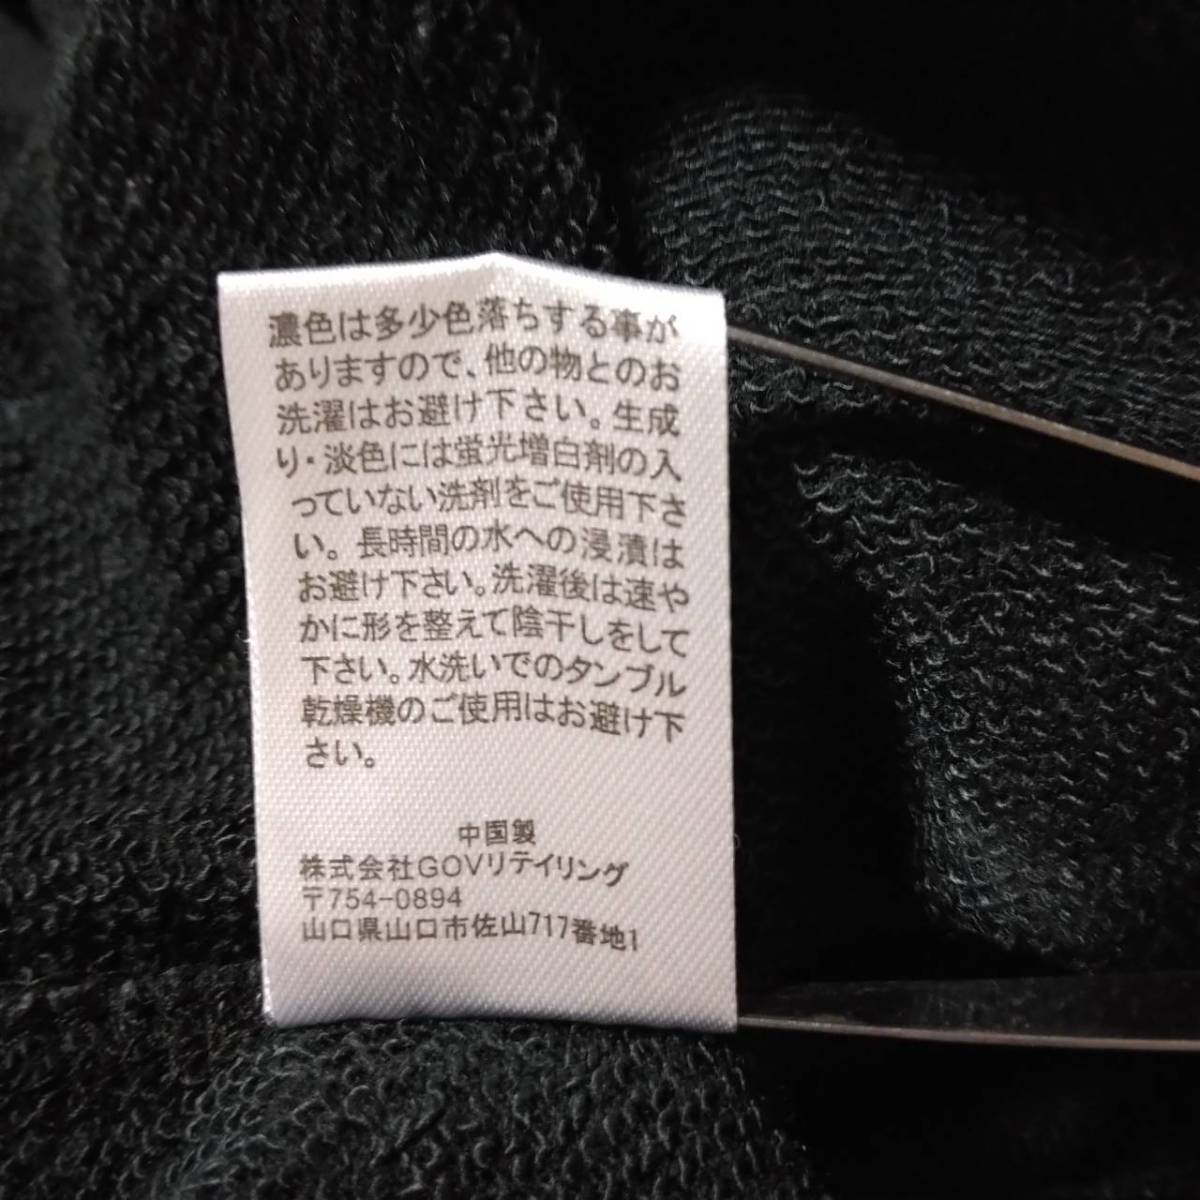 濃色は多少色落ちする事が
ありますので、他の物とのお
洗濯はお避け下さい。生成
り・淡色には蛍光増白剤の入
っていない洗剤をご使用下さ
い。長時間の水への浸漬は
お避け下さい。洗濯後は速や
かに形を整えて陰干しをして
下さい。水洗いでのタンブル
乾燥機のご使用はお避け下
さい。
中国製
株式会社GOVリテイリング
〒754-0894
山口県山口市佐山717番地1